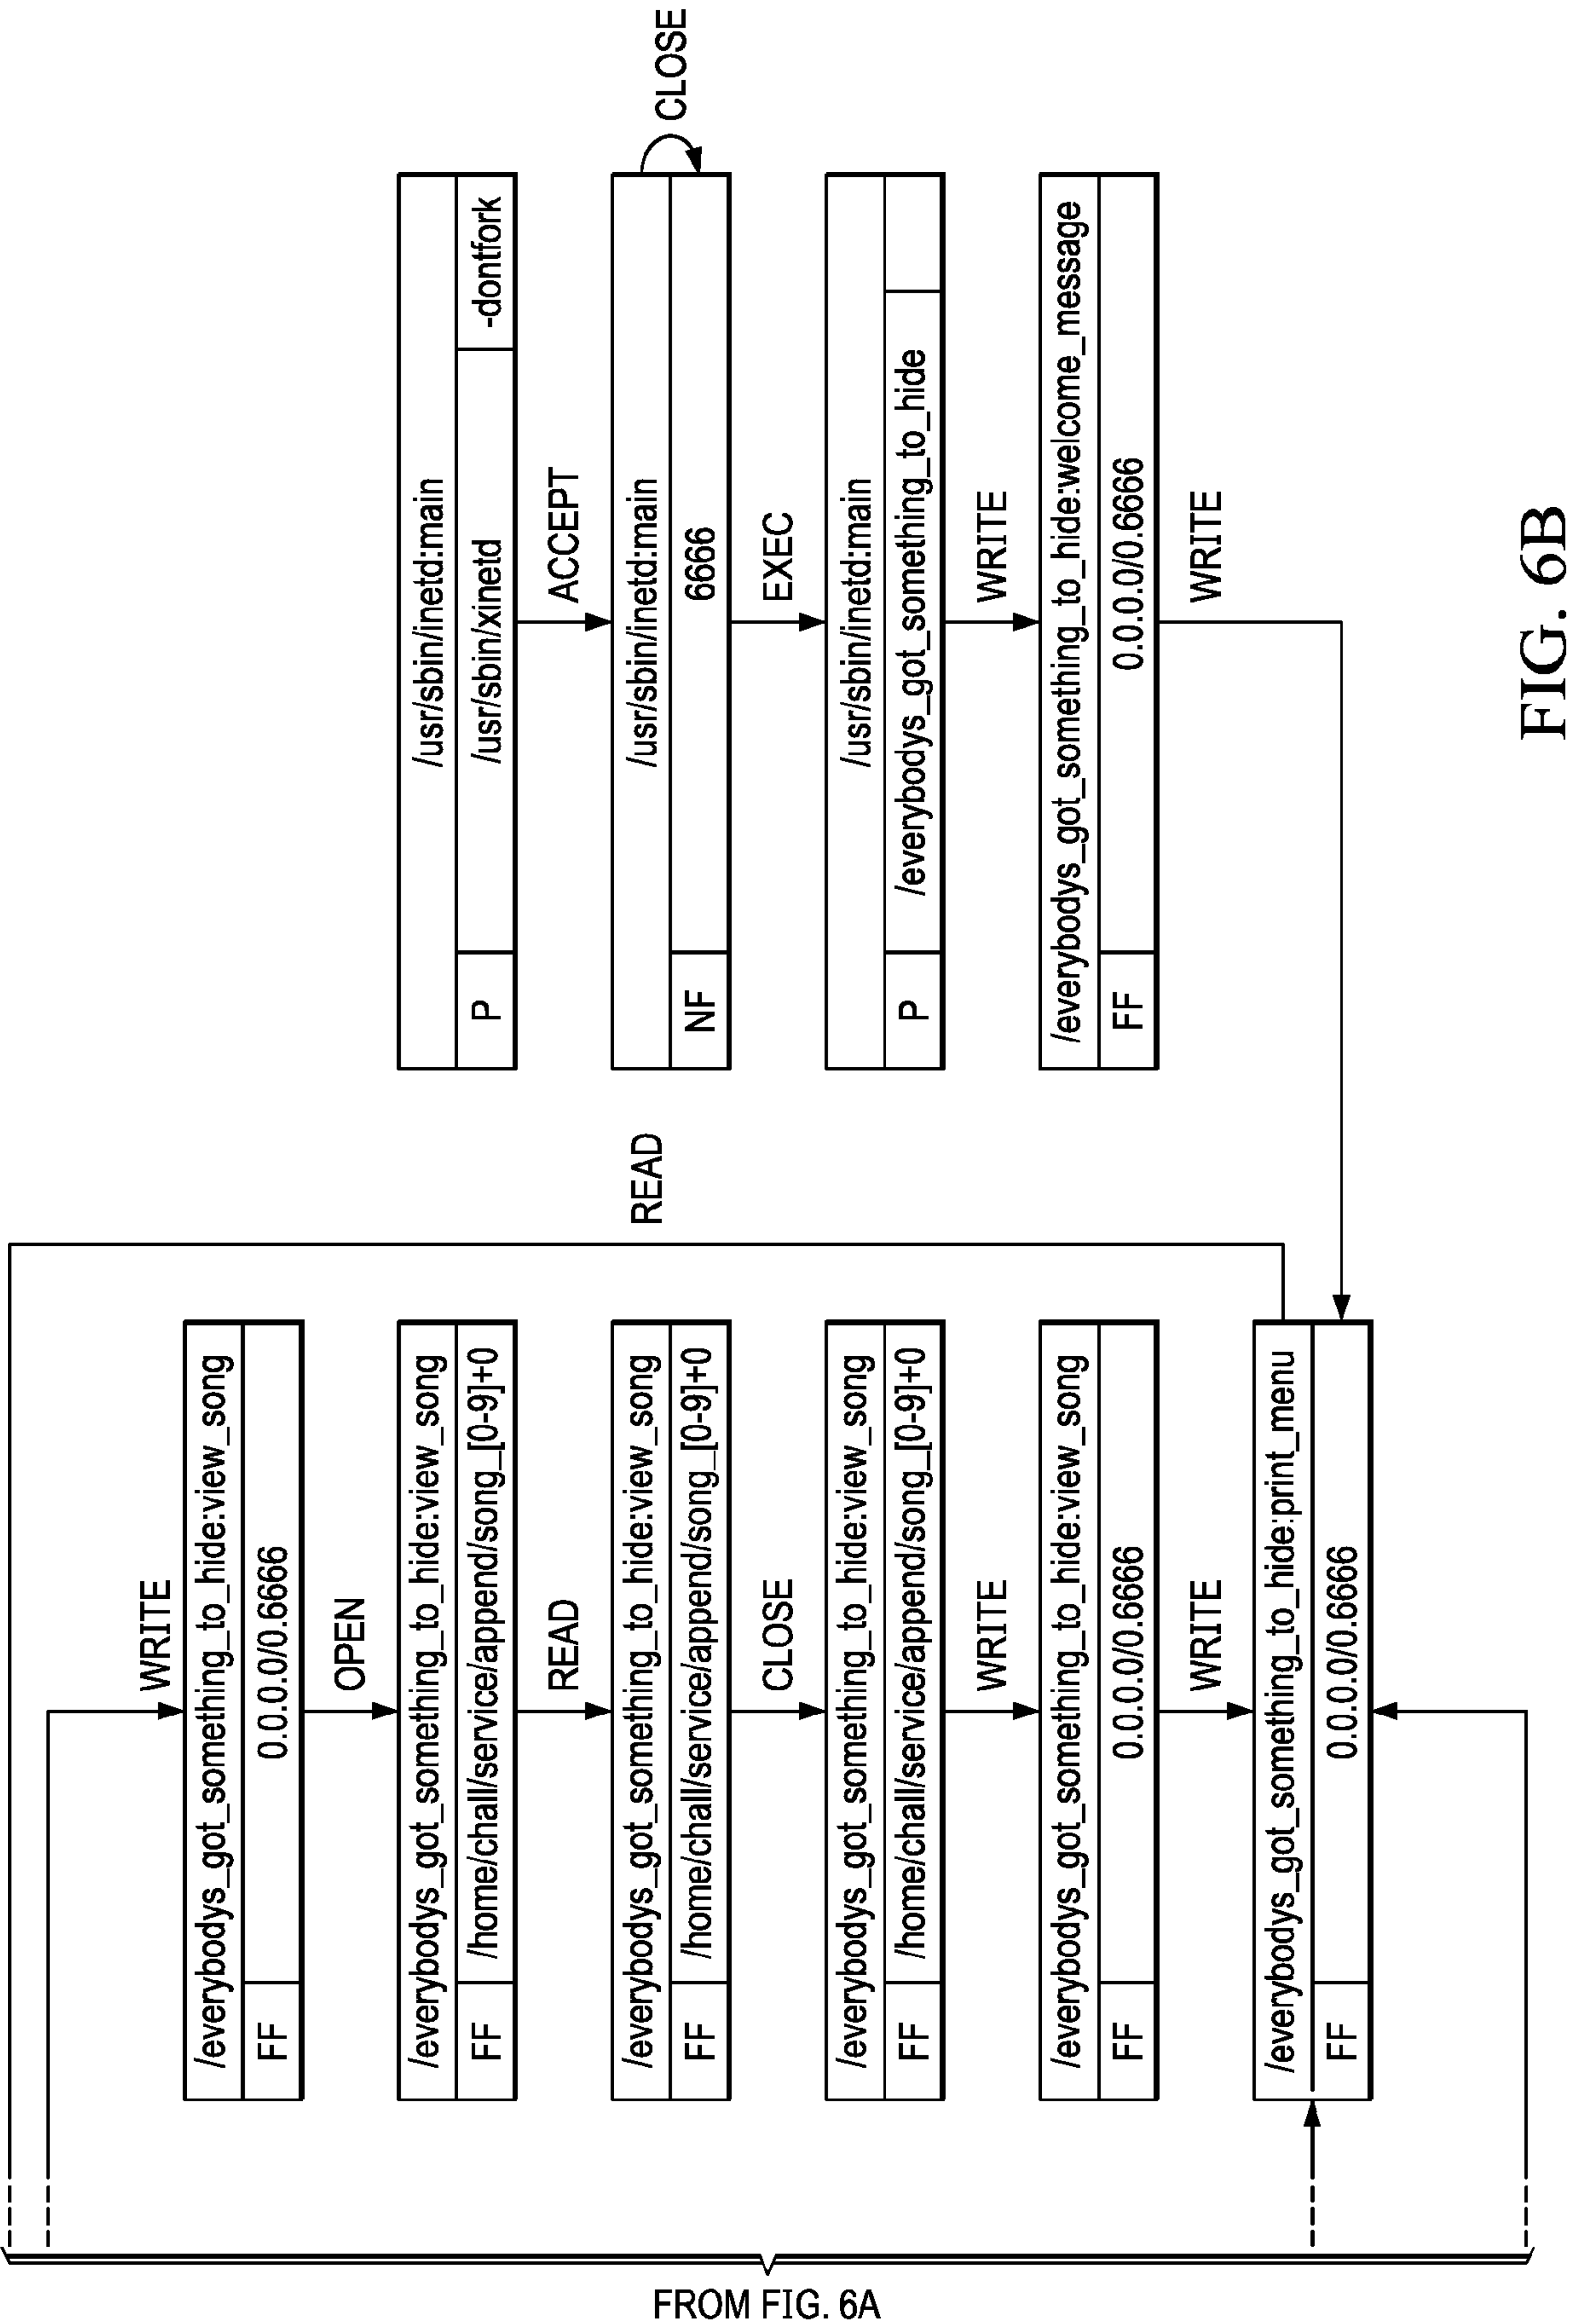 FROM FIG. 6A
WRITE
/everybodys_got_something_to_hide:view_song
FF
0.0.0.0/0.6666
OPEN
/everybodys_got_something_to_hide:view_song
FF
/home/chall/service/append/song_[0-9]+0
READ
/everybodys_got_something_to_hide:view_song
FF
/home/chall/service/append/song_[0-9]+0
CLOSE
/everybodys_got_something_to_hide:view_song
FF
/home/chall/service/append/song_[0-9]+0
WRITE
/everybodys_got_something_to_hide:view_song
FF
0.0.0.0/0.6666
WRITE
/everybodys_got_something_to_hide:print_menu
FF
0.0.0.0/0.6666
READ
/usr/sbin/inetd:main
P
/usr/sbin/xinetd
-dontfork
ACCEPT
/usr/sbin/inetd:main
NF
6666
CLOSE
EXEC
/usr/sbin/inetd:main
P
/everybodys_got_something_to_hide
WRITE
/everybodys_got_something_to_hide:welcome_message
FF
0.0.0.0/0.6666
WRITE
FIG. 6B